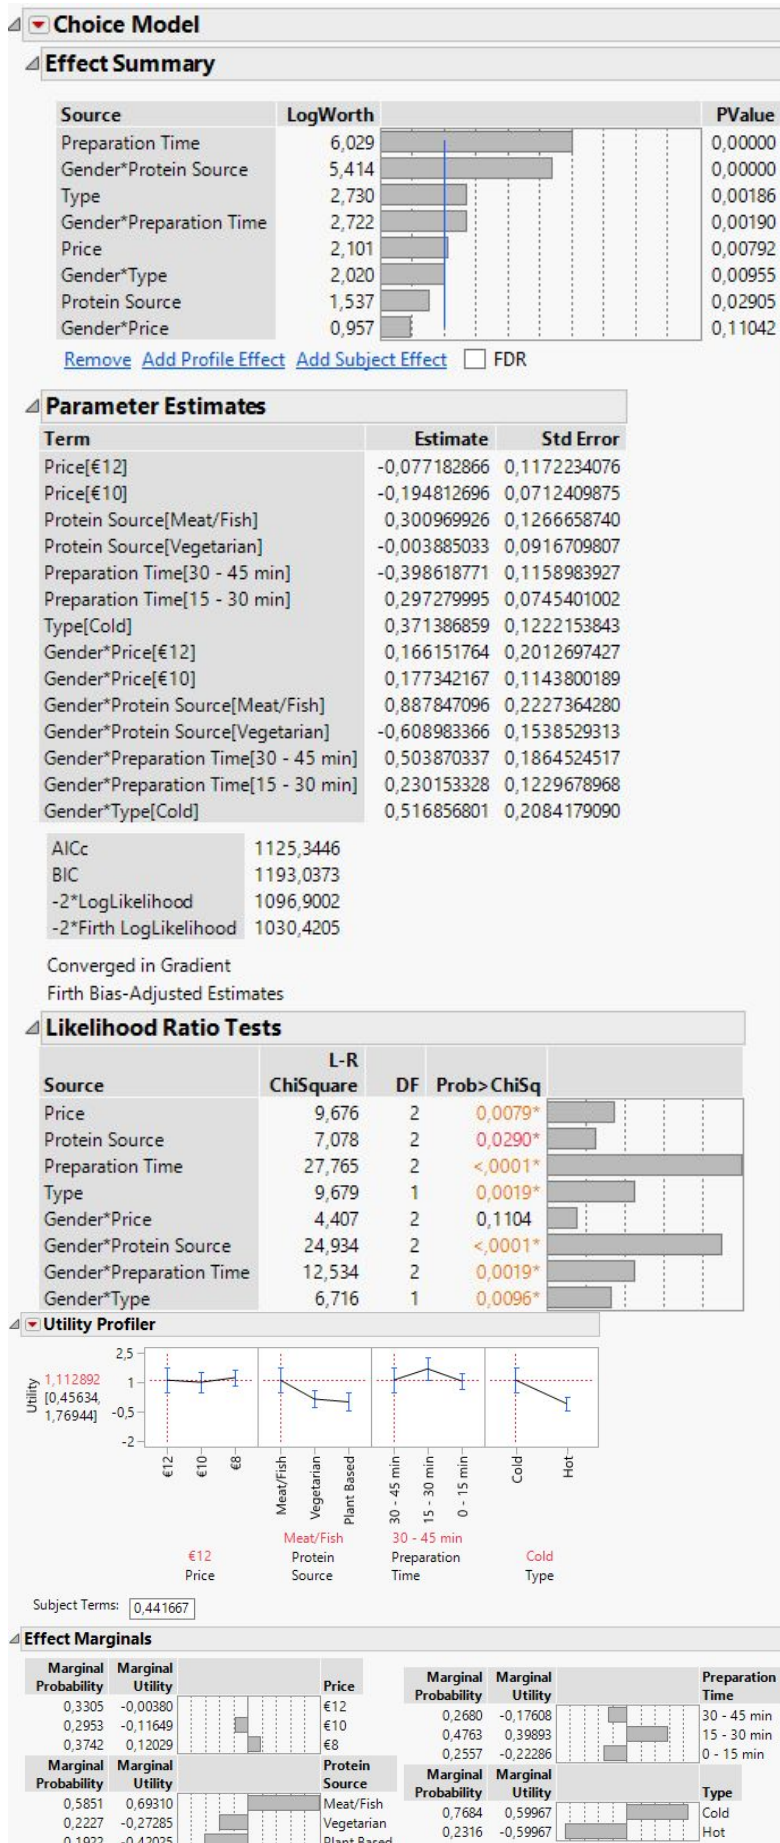 Choice Model
Effect Summary
Source LogWorth PValue
Preparation Time 6,029 0,00000
Gender*Protein Source 5,414 0,00000
Type 2,730 0,00186
Gender*Preparation Time 2,722 0,00190
Price 2,101 0,00792
Gender*Type 2,020 0,00955
Protein Source 1,537 0,02905
Gender*Price 0,957 0,11042
Remove Add Profile Effect Add Subject Effect FDR
Parameter Estimates
Term Estimate Std Error
Price[€12] -0,077182866 0,1172234076
Price[€10] -0,194812696 0,0712409875
Protein Source[Meat/Fish] 0,300969926 0,1266658740
Protein Source[Vegetarian] -0,003885033 0,0916709807
Preparation Time[30 - 45 min] -0,398618771 0,1158983927
Preparation Time[15 - 30 min] 0,297279995 0,0745401002
Type[Cold] 0,371386859 0,1222153843
Gender*Price[€12] 0,166151764 0,2012697427
Gender*Price[€10] 0,177342167 0,1143800189
Gender*Protein Source[Meat/Fish] 0,887847096 0,2227364280
Gender*Protein Source[Vegetarian] -0,608983366 0,1538529313
Gender*Preparation Time[30 - 45 min] 0,503870337 0,1864524517
Gender*Preparation Time[15 - 30 min] 0,230153328 0,1229678968
Gender*Type[Cold] 0,516856801 0,2084179090
AICc 1125,3446
BIC 1193,0373
-2*LogLikelihood 1096,9002
-2*Firth LogLikelihood 1030,4205
Converged in Gradient
Firth Bias-Adjusted Estimates
Likelihood Ratio Tests
L-R
Source ChiSquare DF Prob>ChiSq
Price 9,676 2 0,0079*
Protein Source 7,078 2 0,0290*
Preparation Time 27,765 2 <,0001*
Type 9,679 1 0,0019*
Gender*Price 4,407 2 0,1104
Gender*Protein Source 24,934 2 <,0001*
Gender*Preparation Time 12,534 2 0,0019*
Gender*Type 6,716 1 0,0096*
Utility Profiler
Utility
1,112892
[0,45634,
1,76944]
2,5
1
-0,5
-2
€12 €10 €8
Meat/Fish Vegetarian Plant Based
30 - 45 min 15 - 30 min 0 - 15 min
Cold Hot
Meat/Fish 30 - 45 min
€12 Protein Preparation Cold
Price Source Time Type
Subject Terms: 0,441667
Effect Marginals
Marginal Probability Marginal Utility Price
0,3305 -0,00380 €12
0,2953 -0,11649 €10
0,3742 0,12029 €8
Marginal Probability Marginal Utility Protein Source
0,5851 0,69310 Meat/Fish
0,2227 -0,27285 Vegetarian
0,1922 -0,42025 Plant Based
Marginal Probability Marginal Utility Preparation Time
0,2680 -0,17608 30 - 45 min
0,4763 0,39893 15 - 30 min
0,2557 -0,22286 0 - 15 min
Marginal Probability Marginal Utility Type
0,7684 0,59967 Cold
0,2316 -0,59967 Hot